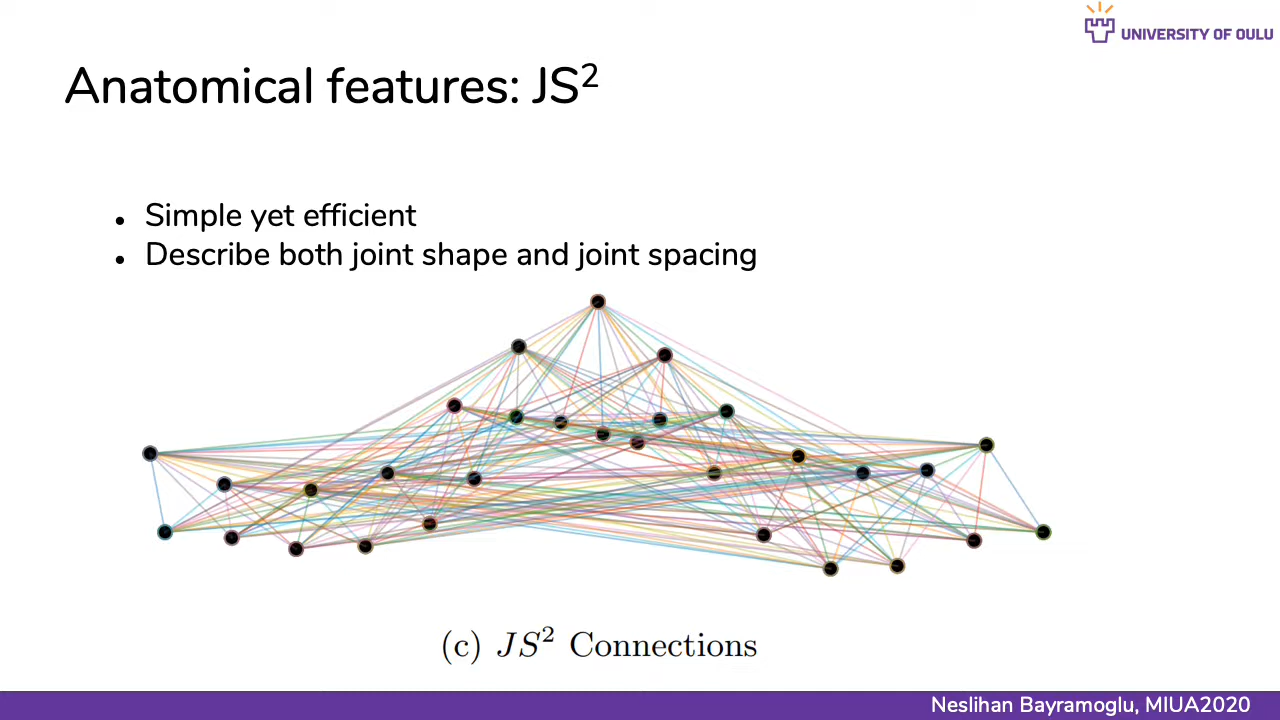 UNIVERSITY OF OULU
Anatomical features: JS²
• Simple yet efficient
• Describe both joint shape and joint spacing
(c) JS² Connections
Neslihan Bayramoglu, MIUA2020